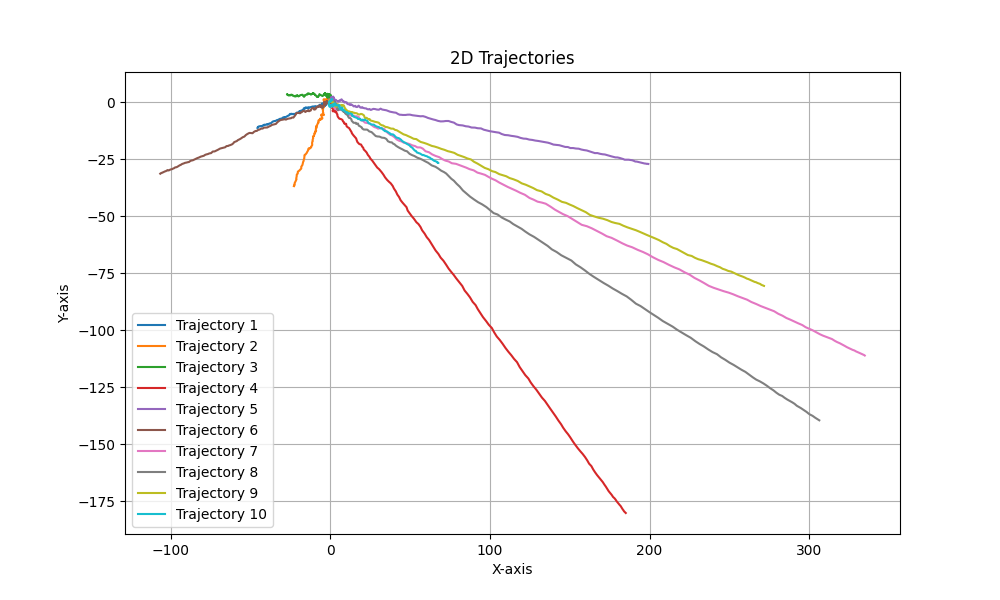 2D Trajectories
0
−25
−50
−75
−100
−125
−150
−175
Y-axis
Trajectory 1
Trajectory 2
Trajectory 3
Trajectory 4
Trajectory 5
Trajectory 6
Trajectory 7
Trajectory 8
Trajectory 9
Trajectory 10
−100 0 100 200 300
X-axis